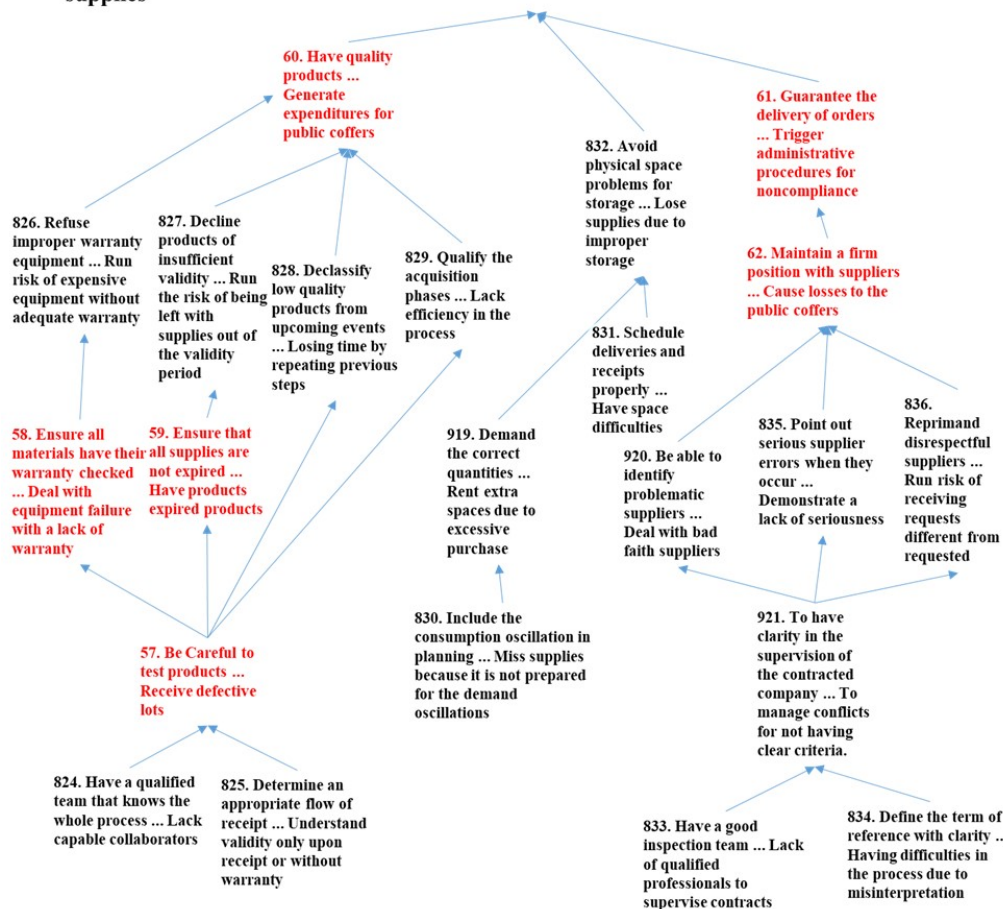 supplies
60. Have quality
products ...
Generate
expenditures for
public coffers
61. Guarantee the
delivery of orders
... Trigger
administrative
procedures for
noncompliance
832. Avoid
physical space
problems for
storage ... Lose
supplies due to
improper
storage
826. Refuse
improper warranty
equipment ... Run
risk of expensive
equipment without
adequate warranty
827. Decline
products of
insufficient
validity ... Run
the risk of being
left with
supplies out of
the validity
period
828. Declassify
low quality
products from
upcoming events
... Losing time by
repeating previous
steps
829. Qualify the
acquisition
phases ... Lack
efficiency in the
process
62. Maintain a firm
position with suppliers
... Cause losses to the
public coffers
831. Schedule
deliveries and
receipts
properly ...
Have space
difficulties
58. Ensure all
materials have their
warranty checked
... Deal with
equipment failure
with a lack of
warranty
59. Ensure that
all supplies are
not expired ...
Have products
expired products
919. Demand
the correct
quantities ...
Rent extra
spaces due to
excessive
purchase
920. Be able to
identify
problematic
suppliers ...
Deal with bad
faith suppliers
835. Point out
serious supplier
errors when they
occur ...
Demonstrate a
lack of seriousness
836.
Reprimand
disrespectful
suppliers ...
Run risk of
receiving
requests
different from
requested
57. Be Careful to
test products ...
Receive defective
lots
830. Include the
consumption oscillation in
planning ... Miss supplies
because it is not prepared
for the demand
oscillations
921. To have
clarity in the
supervision of
the contracted
company ... To
manage conflicts
for not having
clear criteria.
824. Have a qualified
team that knows the
whole process ... Lack
capable collaborators
825. Determine an
appropriate flow of
receipt ... Understand
validity only upon
receipt or without
warranty
833. Have a good
inspection team ... Lack
of qualified
professionals to
supervise contracts
834. Define the term of
reference with clarity ..
Having difficulties in
the process due to
misinterpretation